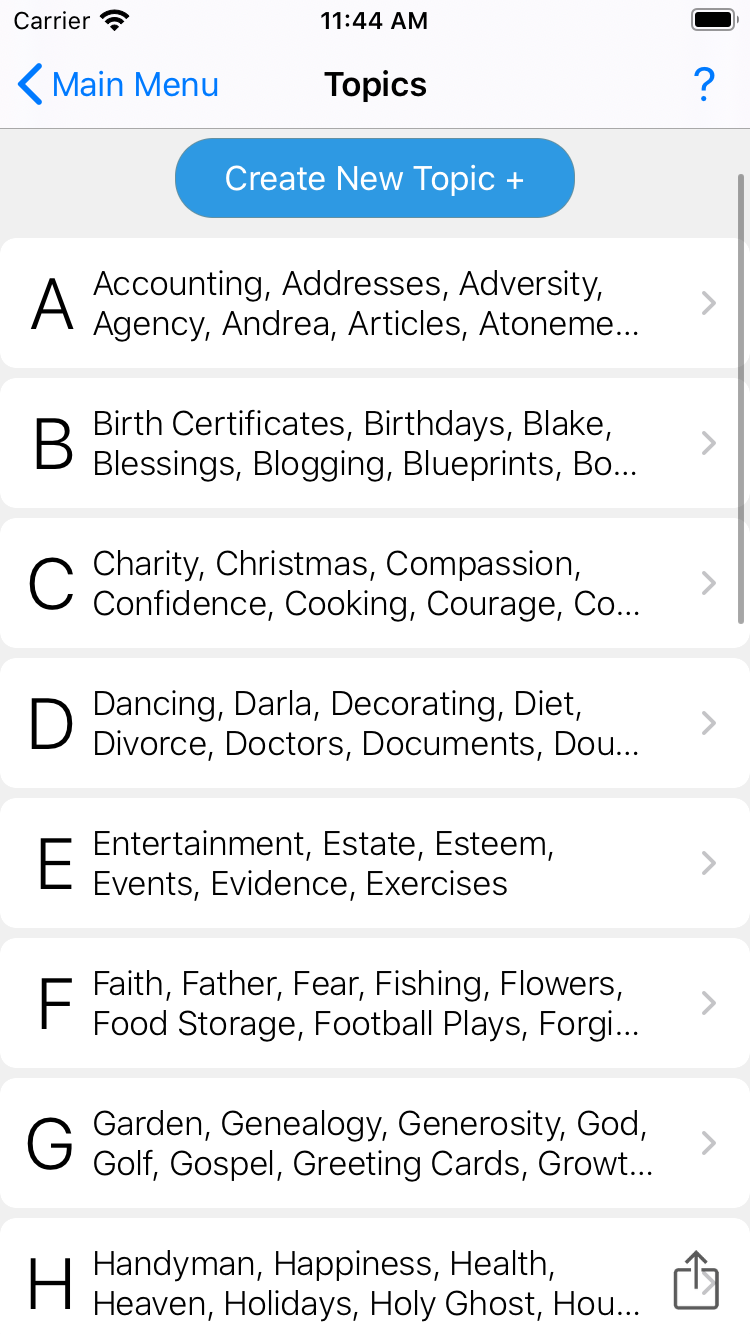 Carrier 11:44 AM
Main Menu Topics ?
Create New Topic +
A
Accounting, Addresses, Adversity,
Agency, Andrea, Articles, Atoneme...
B
Birth Certificates, Birthdays, Blake,
Blessings, Blogging, Blueprints, Bo...
C
Charity, Christmas, Compassion,
Confidence, Cooking, Courage, Co...
D
Dancing, Darla, Decorating, Diet,
Divorce, Doctors, Documents, Dou...
E
Entertainment, Estate, Esteem,
Events, Evidence, Exercises
F
Faith, Father, Fear, Fishing, Flowers,
Food Storage, Football Plays, Forgi...
G
Garden, Genealogy, Generosity, God,
Golf, Gospel, Greeting Cards, Growt...
H
Handyman, Happiness, Health,
Heaven, Holidays, Holy Ghost, Hou...